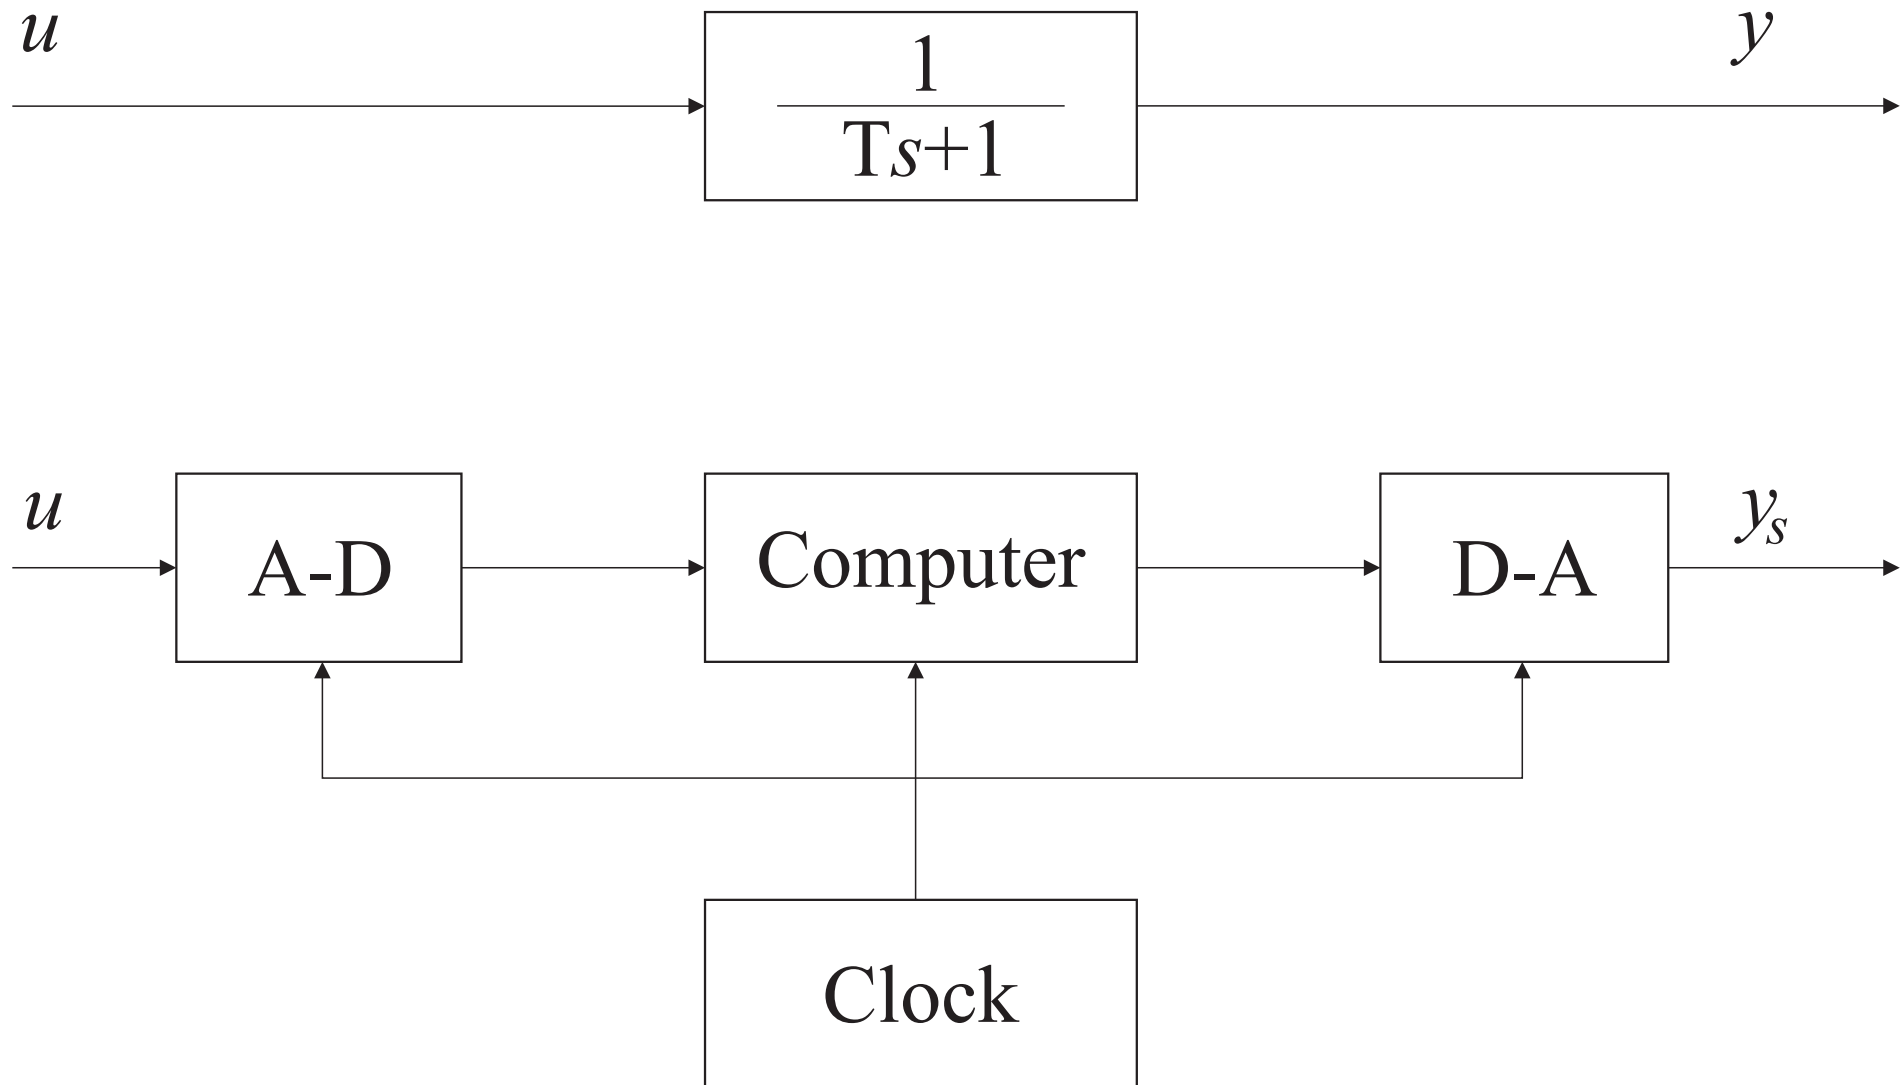 u
1
y
Ts+1
u
A-D
Computer
D-A
yₛ
Clock